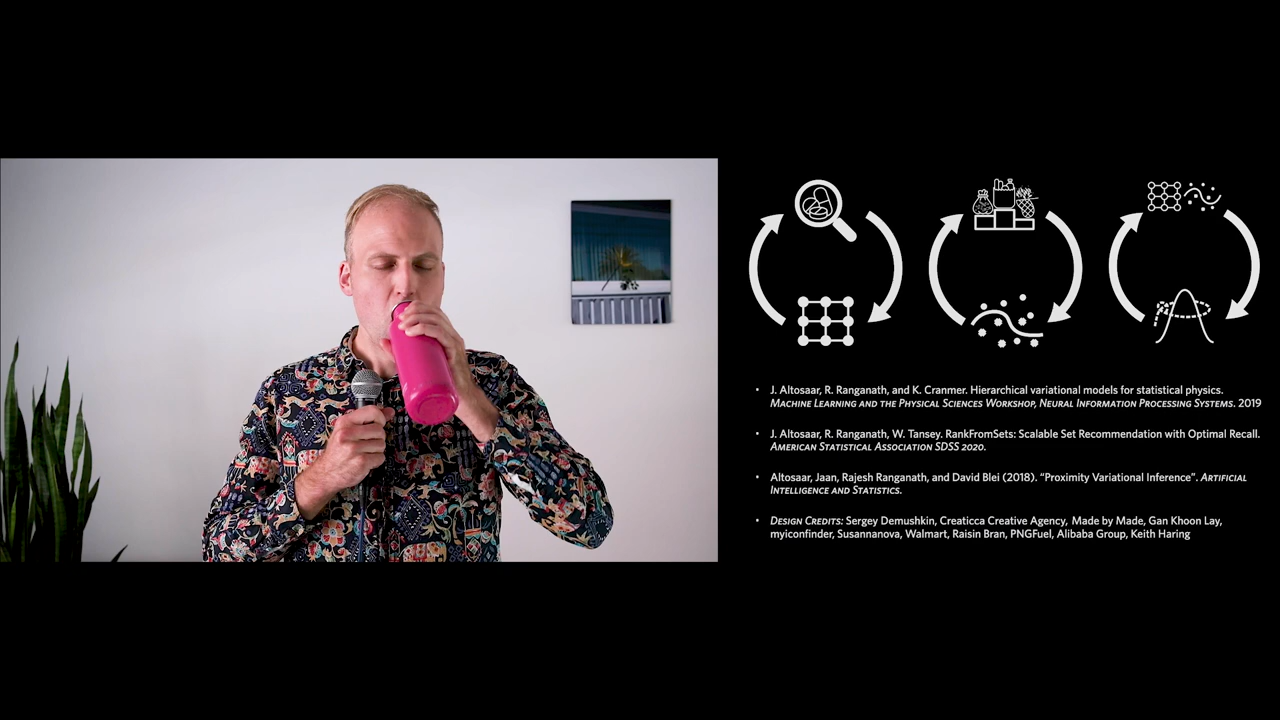 • J. Altosaar, R. Ranganath, and K. Cranmer. Hierarchical variational models for statistical physics.
Machine Learning and the Physical Sciences Workshop, Neural Information Processing Systems. 2019
• J. Altosaar, R. Ranganath, W. Tansey. RankFromSets: Scalable Set Recommendation with Optimal Recall.
American Statistical Association SDSS 2020.
• Altosaar, Jaan, Rajesh Ranganath, and David Blei (2018). “Proximity Variational Inference”. Artificial
Intelligence and Statistics.
• Design Credits: Sergey Demushkin, Creaticca Creative Agency, Made by Made, Gan Khoon Lay,
myiconfinder, Susannanova, Walmart, Raisin Bran, PNGFuel, Alibaba Group, Keith Haring